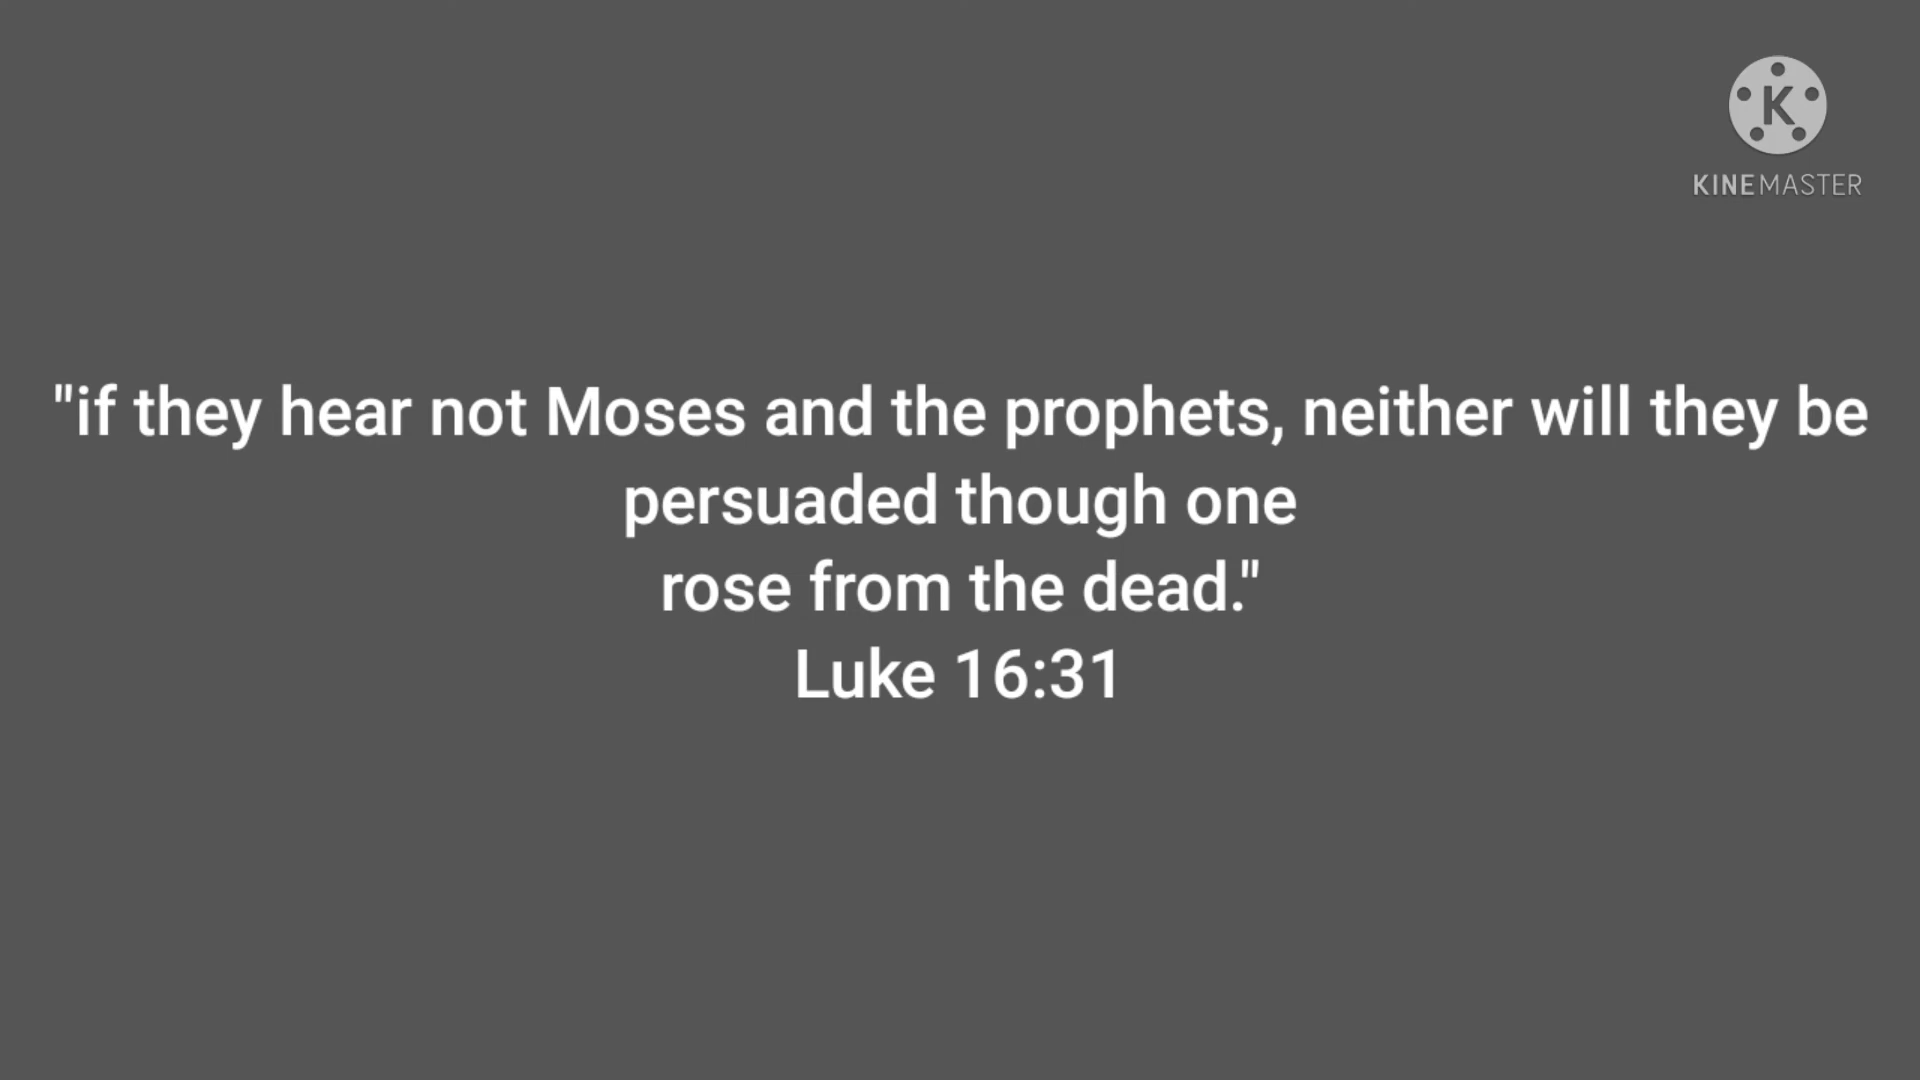 K
KINEMASTER
"if they hear not Moses and the prophets, neither will they be
persuaded though one
rose from the dead."
Luke 16:31